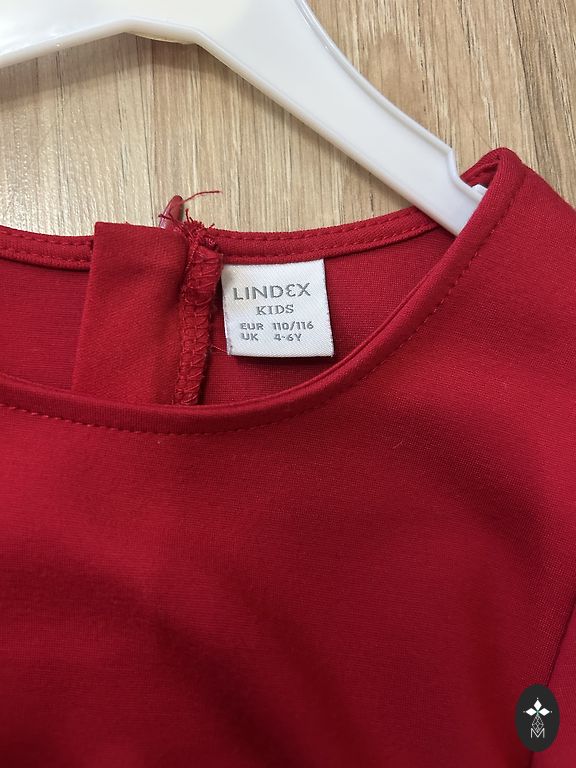 LINDEX
KIDS
EUR 110/116
UK 4-6Y
M